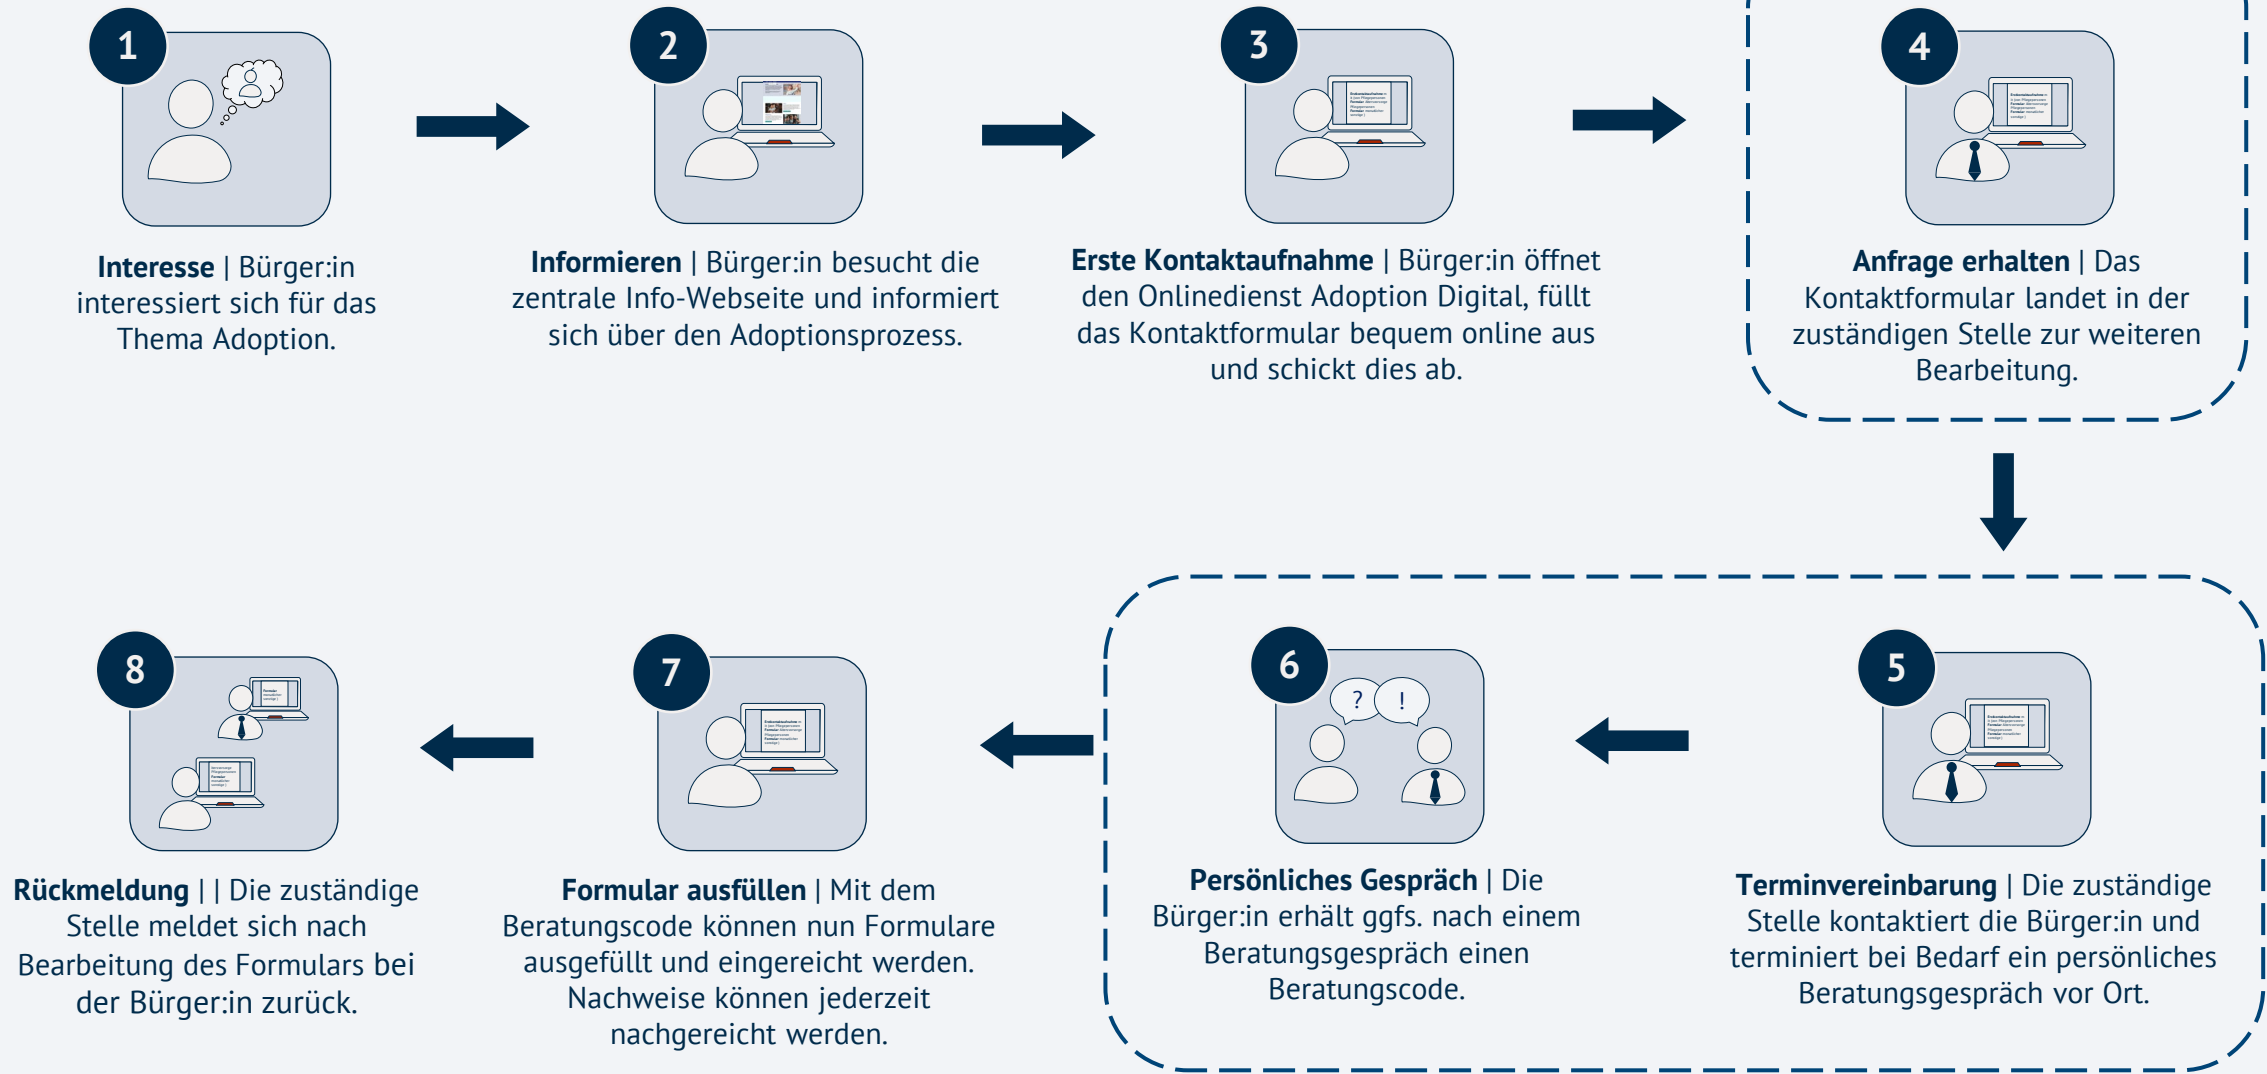 1
Interesse | Bürger:in
interessiert sich für das
Thema Adoption.
2
Informieren | Bürger:in besucht die
zentrale Info-Webseite und informiert
sich über den Adoptionsprozess.
3
Erste Kontaktaufnahme | Bürger:in öffnet
den Onlinedienst Adoption Digital, füllt
das Kontaktformular bequem online aus
und schickt dies ab.
4
Anfrage erhalten | Das
Kontaktformular landet in der
zuständigen Stelle zur weiteren
Bearbeitung.
5
Terminvereinbarung | Die zuständige
Stelle kontaktiert die Bürger:in und
terminiert bei Bedarf ein persönliches
Beratungsgespräch vor Ort.
6
? !
Persönliches Gespräch | Die
Bürger:in erhält ggfs. nach einem
Beratungsgespräch einen
Beratungscode.
7
Formular ausfüllen | Mit dem
Beratungscode können nun Formulare
ausgefüllt und eingereicht werden.
Nachweise können jederzeit
nachgereicht werden.
8
Rückmeldung | | Die zuständige
Stelle meldet sich nach
Bearbeitung des Formulars bei
der Bürger:in zurück.